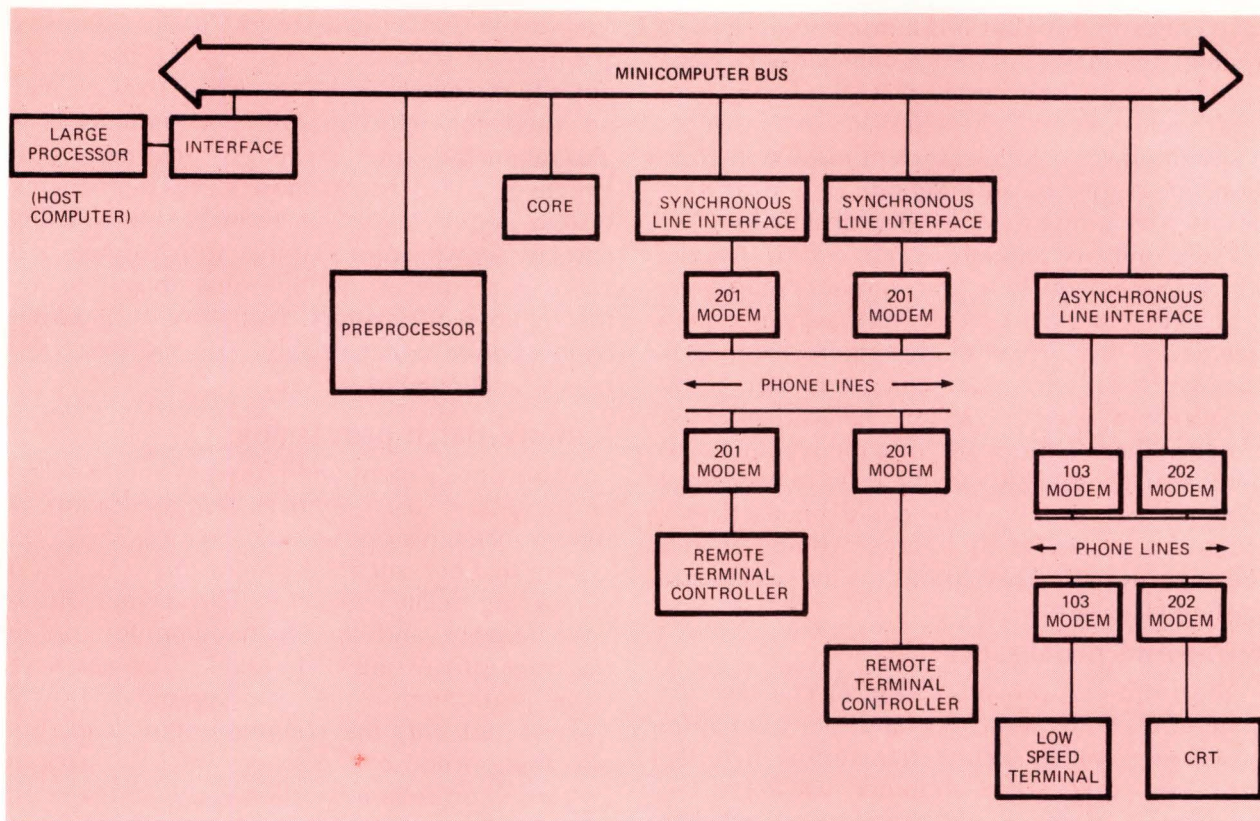 MINICOMPUTER BUS
LARGE
PROCESSOR
(HOST
COMPUTER)
INTERFACE
PREPROCESSOR
CORE
SYNCHRONOUS
LINE INTERFACE
SYNCHRONOUS
LINE INTERFACE
201
MODEM
201
MODEM
PHONE LINES
201
MODEM
201
MODEM
REMOTE
TERMINAL
CONTROLLER
REMOTE
TERMINAL
CONTROLLER
ASYNCHRONOUS
LINE INTERFACE
103
MODEM
202
MODEM
PHONE LINES
103
MODEM
202
MODEM
LOW
SPEED
TERMINAL
CRT